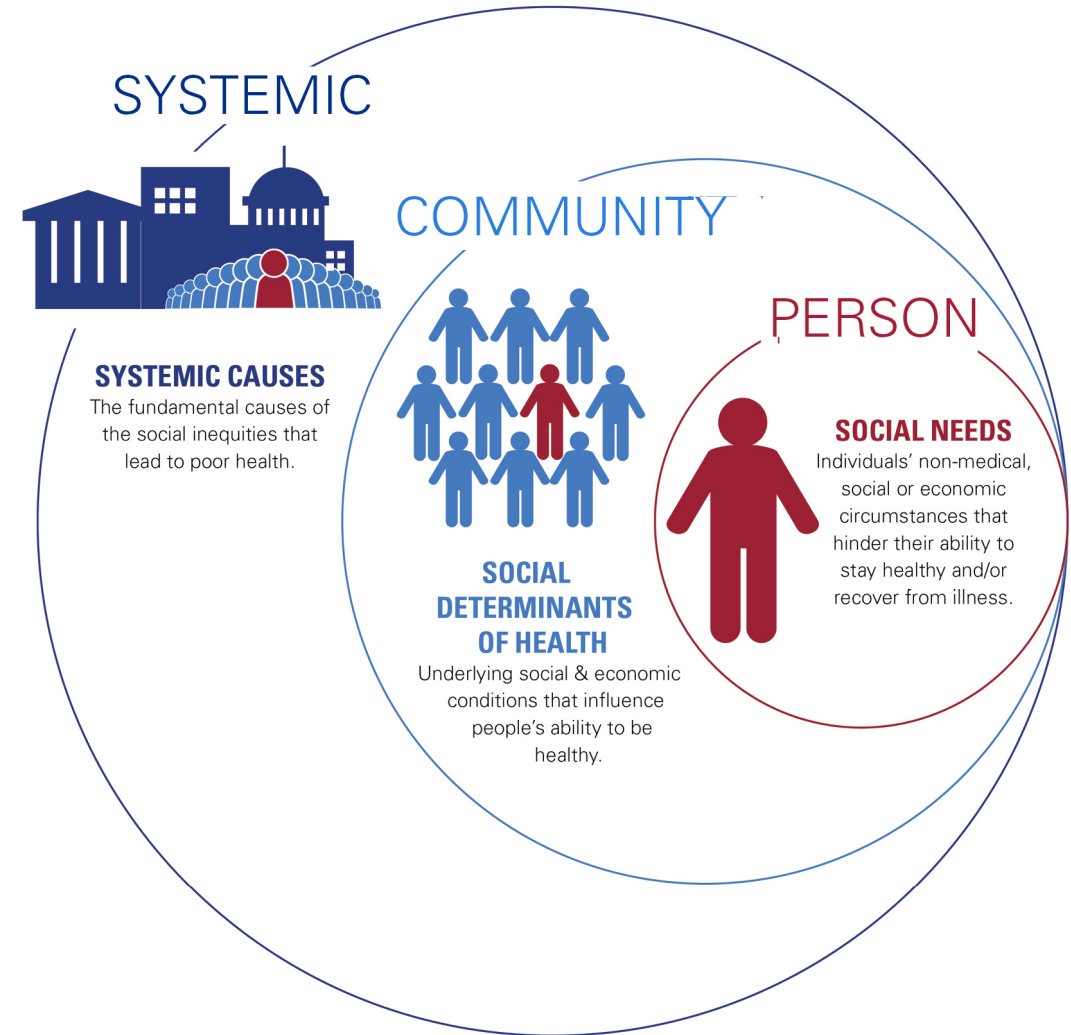 SYSTEMIC
SYSTEMIC CAUSES
The fundamental causes of
the social inequities that
lead to poor health.
COMMUNITY
SOCIAL
DETERMINANTS
OF HEALTH
Underlying social & economic
conditions that influence
people's ability to be
healthy.
PERSON
SOCIAL NEEDS
Individuals' non-medical,
social or economic
circumstances that
hinder their ability to
stay healthy and/or
recover from illness.